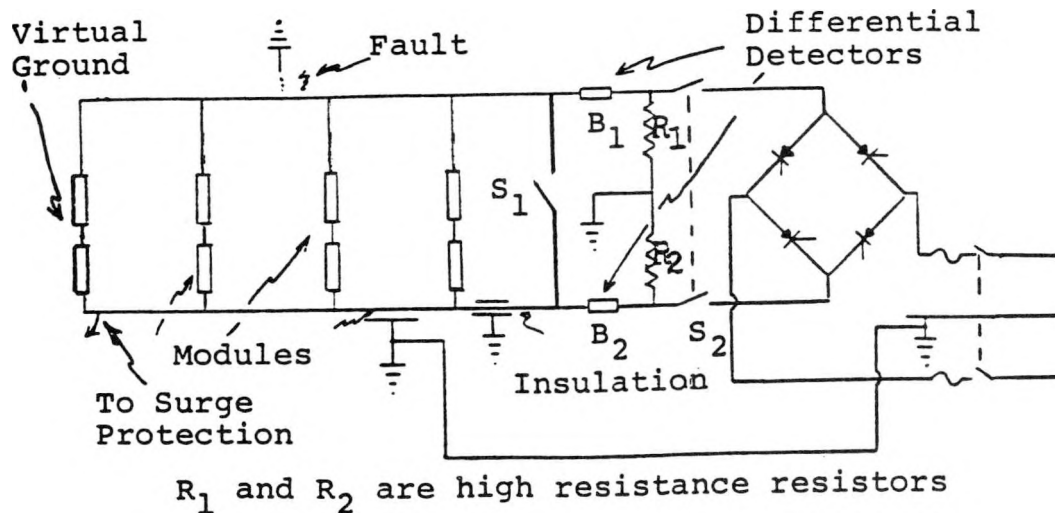 Virtual
Ground
Fault
Differential
Detectors
B1
R1
S1
R2
B2
S2
Modules
Insulation
To Surge
Protection
R1 and R2 are high resistance resistors